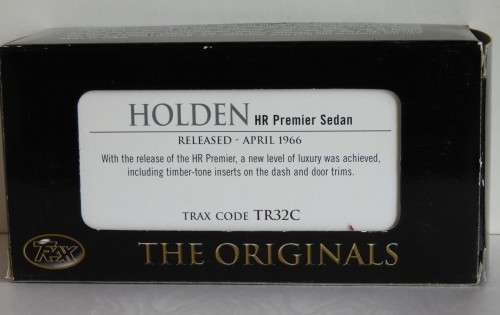 HOLDEN HR Premier Sedan
RELEASED - APRIL 1966
With the release of the HR Premier, a new level of luxury was achieved,
including timber-tone inserts on the dash and door trims.
TRAX CODE TR32C
TRAX THE ORIGINALS